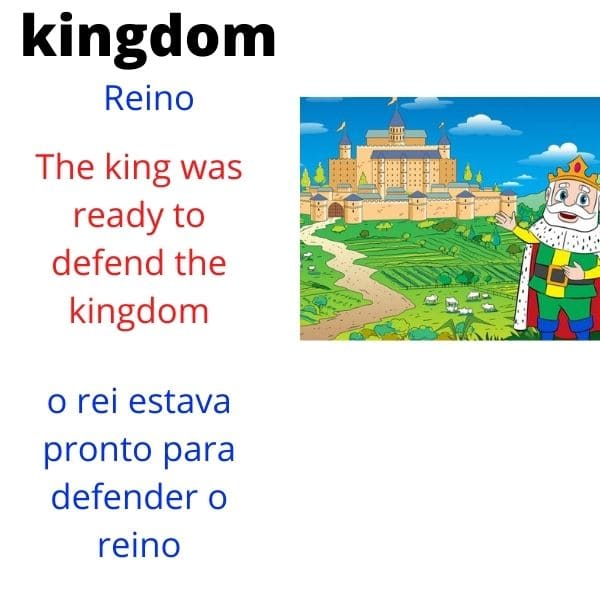 kingdom
Reino
The king was
ready to
defend the
kingdom
o rei estava
pronto para
defender o
reino